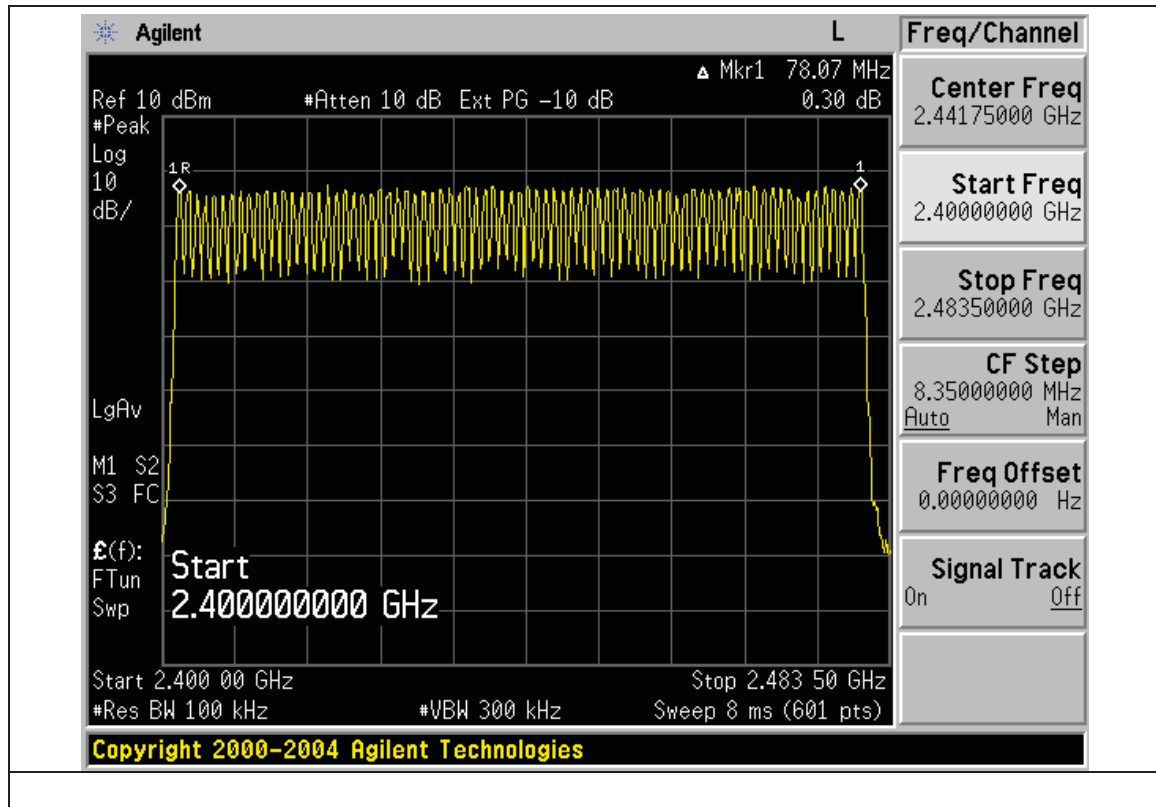 Agilent L Freq/Channel
Δ Mkr1 78.07 MHz
Ref 10 dBm #Atten 10 dB Ext PG -10 dB 0.30 dB
#Peak
Log
10
dB/
1R
1
LgAv
M1 S2
S3 FC
£(f):
FTun
Swp
Start
2.400000000 GHz
Start 2.400 00 GHz Stop 2.483 50 GHz
#Res BW 100 kHz #VBW 300 kHz Sweep 8 ms (601 pts)
Center Freq
2.44175000 GHz
Start Freq
2.40000000 GHz
Stop Freq
2.48350000 GHz
CF Step
8.35000000 MHz
Auto Man
Freq Offset
0.00000000 Hz
Signal Track
On Off
Copyright 2000-2004 Agilent Technologies